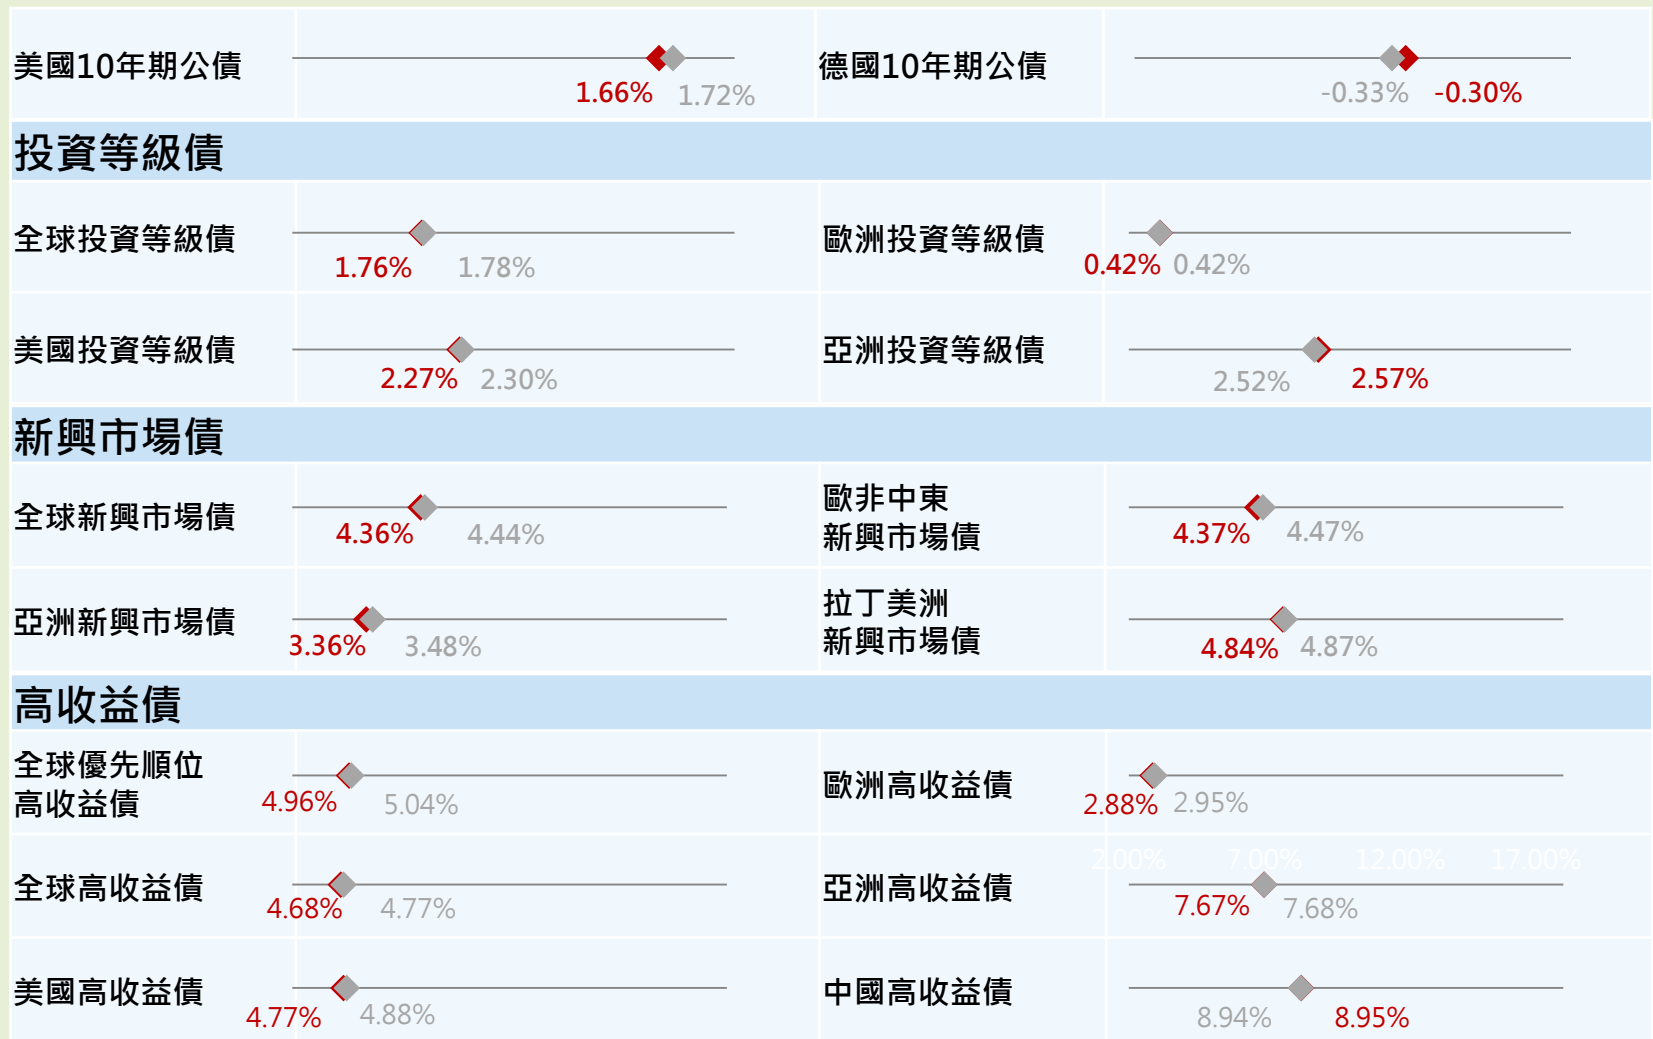 美國10年期公債
1.66% 1.72%
德國10年期公債
-0.33% -0.30%
投資等級債
全球投資等級債
1.76% 1.78%
歐洲投資等級債
0.42% 0.42%
美國投資等級債
2.27% 2.30%
亞洲投資等級債
2.52% 2.57%
新興市場債
全球新興市場債
4.36% 4.44%
歐非中東
新興市場債
4.37% 4.47%
亞洲新興市場債
3.36% 3.48%
拉丁美洲
新興市場債
4.84% 4.87%
高收益債
全球優先順位
高收益債
4.96% 5.04%
歐洲高收益債
2.88% 2.95%
全球高收益債
4.68% 4.77%
2.00% 7.00% 12.00% 17.00%
亞洲高收益債
7.67% 7.68%
美國高收益債
4.77% 4.88%
中國高收益債
8.94% 8.95%